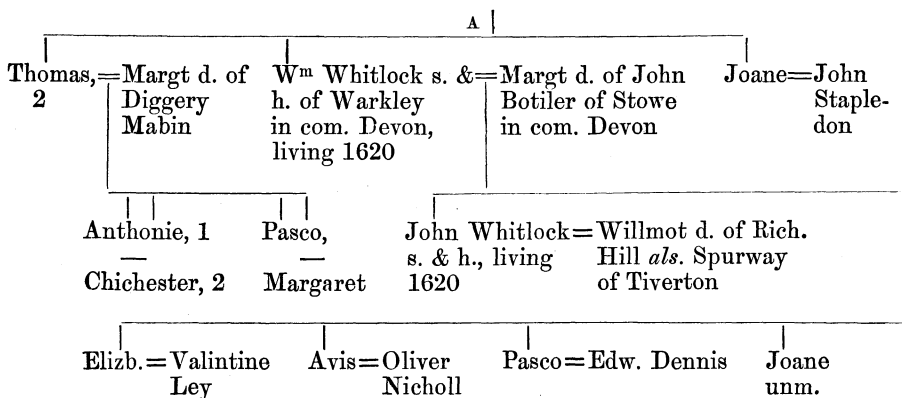 A
Thomas,=Margt d. of Wm Whitlock s. &=Margt d. of John Joane=John
2 Diggery h. of Warkley Botiler of Stowe Staple-
Mabin in com. Devon, in com. Devon don
living 1620
Anthonie, 1 Pasco, John Whitlock=Willmot d. of Rich.
— — s. & h., living Hill als. Spurway
Chichester, 2 Margaret 1620 of Tiverton
Elizb.=Valintine Avis=Oliver Pasco=Edw. Dennis Joane
Ley Nicholl unm.